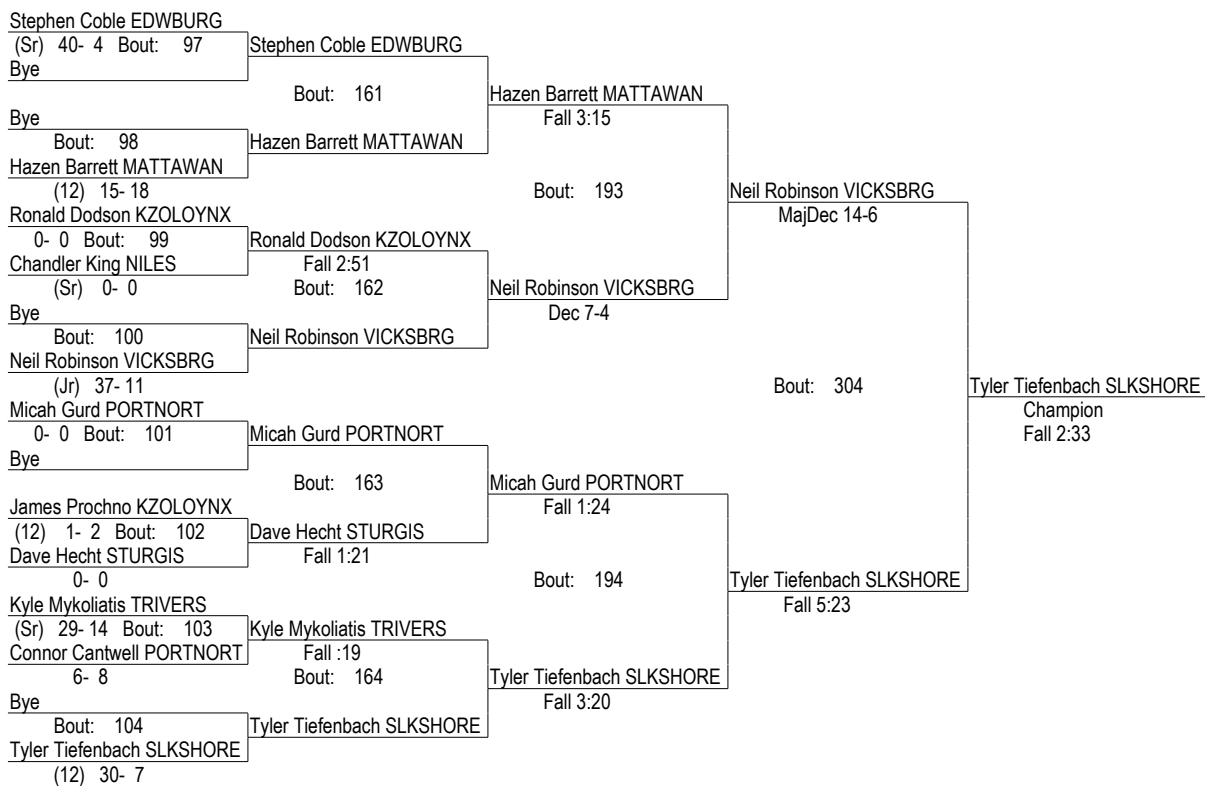 Stephen Coble EDWBURG
(Sr) 40- 4 Bout: 97
Stephen Coble EDWBURG
Bye
Bout: 161
Hazen Barrett MATTAWAN
Bye
Fall 3:15
Bout: 98
Hazen Barrett MATTAWAN
Hazen Barrett MATTAWAN
(12) 15- 18
Bout: 193
Neil Robinson VICKSBRG
Ronald Dodson KZOLOYNX
MajDec 14-6
0- 0 Bout: 99
Ronald Dodson KZOLOYNX
Chandler King NILES
Fall 2:51
(Sr) 0- 0
Bout: 162
Neil Robinson VICKSBRG
Bye
Dec 7-4
Bout: 100
Neil Robinson VICKSBRG
Neil Robinson VICKSBRG
(Jr) 37- 11
Bout: 304
Tyler Tiefenbach SLKSHORE
Micah Gurd PORTNORT
Champion
0- 0 Bout: 101
Micah Gurd PORTNORT
Fall 2:33
Bye
Bout: 163
Micah Gurd PORTNORT
James Prochno KZOLOYNX
Fall 1:24
(12) 1- 2 Bout: 102
Dave Hecht STURGIS
Dave Hecht STURGIS
Fall 1:21
0- 0
Bout: 194
Tyler Tiefenbach SLKSHORE
Kyle Mykoliatis TRIVERS
Fall 5:23
(Sr) 29- 14 Bout: 103
Kyle Mykoliatis TRIVERS
Connor Cantwell PORTNORT
Fall :19
6- 8
Bout: 164
Tyler Tiefenbach SLKSHORE
Bye
Fall 3:20
Bout: 104
Tyler Tiefenbach SLKSHORE
Tyler Tiefenbach SLKSHORE
(12) 30- 7